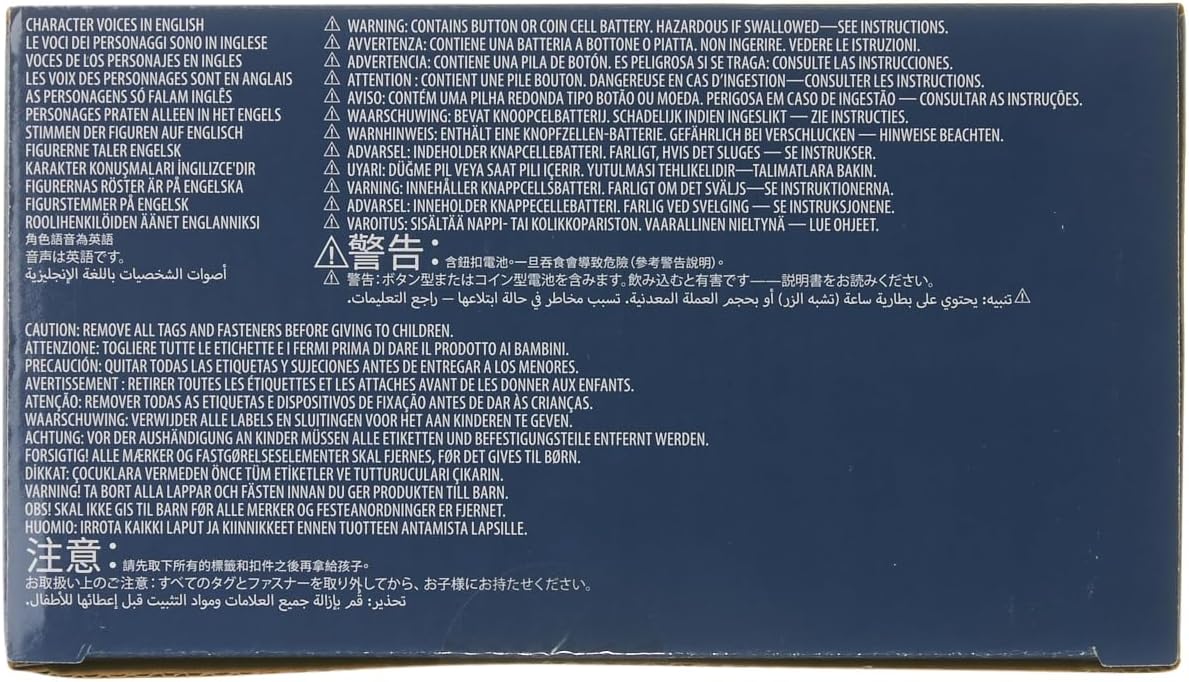 CHARACTER VOICES IN ENGLISH
LE VOCI DEI PERSONAGGI SONO IN INGLESE
VOCES DE LOS PERSONAJES EN INGLES
LES VOIX DES PERSONNAGES SONT EN ANGLAIS
AS PERSONAGENS SÓ FALAM INGLÊS
PERSONAGES PRATEN ALLEEN IN HET ENGELS
STIMMEN DER FIGUREN AUF ENGLISCH
FIGURERNE TALER ENGELSK
KARAKTER KONUŞMALARI İNGİLİZCE'DIR
FIGURERNAS RÖSTER ÄR PÅ ENGELSKA
FIGURSTEMMER PÅ ENGELSK
ROOLIHENKILÖIDEN ÄÄNET ENGLANNIKSI
角色語音為英語
音声は英語です。
أصوات الشخصيات باللغة الإنجليزية
⚠ WARNING: CONTAINS BUTTON OR COIN CELL BATTERY. HAZARDOUS IF SWALLOWED—SEE INSTRUCTIONS.
⚠ AVVERTENZA: CONTIENE UNA BATTERIA A BOTTONE O PIATTA. NON INGERIRE. VEDERE LE ISTRUZIONI.
⚠ ADVERTENCIA: CONTIENE UNA PILA DE BOTÓN. ES PELIGROSA SI SE TRAGA: CONSULTE LAS INSTRUCCIONES.
⚠ ATTENTION : CONTIENT UNE PILE BOUTON. DANGEREUSE EN CAS D'INGESTION — CONSULTER LES INSTRUCTIONS.
⚠ AVISO: CONTÉM UMA PILHA REDONDA TIPO BOTÃO OU MOEDA. PERIGOSA EM CASO DE INGESTÃO — CONSULTAR AS INSTRUÇÕES.
⚠ WAARSCHUWING: BEVAT KNOOPCELBATTERIJ. SCHADELIJK INDIEN INGESLIKT — ZIE INSTRUCTIES.
⚠ WARNHINWEIS: ENTHÄLT EINE KNOPFZELLEN-BATTERIE. GEFÄHRLICH BEI VERSCHLUCKEN — HINWEISE BEACHTEN.
⚠ ADVARSEL: INDEHOLDER KNAPCELLEBATTERI. FARLIGT, HVIS DET SLUGES — SE INSTRUKSER.
⚠ UYARI: DÜĞME PIL VEYA SAAT PILI IÇERIR. YUTULMASI TEHLIKELIDIR—TALIMATLARA BAKIN.
⚠ VARNING: INNEHÅLLER KNAPPCELLSBATTERI. FARLIGT OM DET SVÄLJS—SE INSTRUKTIONERNA.
⚠ ADVARSEL: INNEHOLDER KNAPPECELLEBATTERI. FARLIG VED SVELGING — SE INSTRUKSJONENE.
⚠ VAROITUS: SISÄLTÄÄ NAPPI- TAI KOLIKKOPARISTON. VAARALLINEN NIELTYNÄ — LUE OHJEET.
⚠警告：含鈕扣電池。一旦吞食會導致危險（參考警告說明）。
⚠ 警告：ボタン型またはコイン型電池を含みます。飲み込むと有害です——説明書をお読みください。
⚠ تنبيه: يحتوي على بطارية ساعة (تشبه الزر) أو بحجم العملة المعدنية. تسبب مخاطر في حالة ابتلاعها — راجع التعليمات.
CAUTION: REMOVE ALL TAGS AND FASTENERS BEFORE GIVING TO CHILDREN.
ATTENZIONE: TOGLIERE TUTTE LE ETICHETTE E I FERMI PRIMA DI DARE IL PRODOTTO AI BAMBINI.
PRECAUCIÓN: QUITAR TODAS LAS ETIQUETAS Y SUJECIONES ANTES DE ENTREGAR A LOS MENORES.
AVERTISSEMENT : RETIRER TOUTES LES ÉTIQUETTES ET LES ATTACHES AVANT DE LES DONNER AUX ENFANTS.
ATENÇÃO: REMOVER TODAS AS ETIQUETAS E DISPOSITIVOS DE FIXAÇÃO ANTES DE DAR ÀS CRIANÇAS.
WAARSCHUWING: VERWIJDER ALLE LABELS EN SLUITINGEN VOOR HET AAN KINDEREN TE GEVEN.
ACHTUNG: VOR DER AUSHÄNDIGUNG AN KINDER MÜSSEN ALLE ETIKETTEN UND BEFESTIGUNGSTEILE ENTFERNT WERDEN.
FORSIGTIG! ALLE MÆRKER OG FASTGØRELSESELEMENTER SKAL FJERNES, FØR DET GIVES TIL BØRN.
DİKKAT: ÇOCUKLARA VERMEDEN ÖNCE TÜM ETİKETLER VE TUTTURUCULARI ÇIKARIN.
VARNING! TA BORT ALLA LAPPAR OCH FÄSTEN INNAN DU GER PRODUKTEN TILL BARN.
OBS! SKAL IKKE GIS TIL BARN FØR ALLE MERKER OG FESTEANORDNINGER ER FJERNET.
HUOMIO: IRROTA KAIKKI LAPUT JA KIINNIKKEET ENNEN TUOTTEEN ANTAMISTA LAPSILLE.
注意：請先取下所有的標籤和扣件之後再拿給孩子。
お取扱い上のご注意：すべてのタグとファスナーを取り外してから、お子様にお持たせください。
تحذير: قُم بإزالة جميع العلامات ومواد التثبيت قبل إعطائها للأطفال.